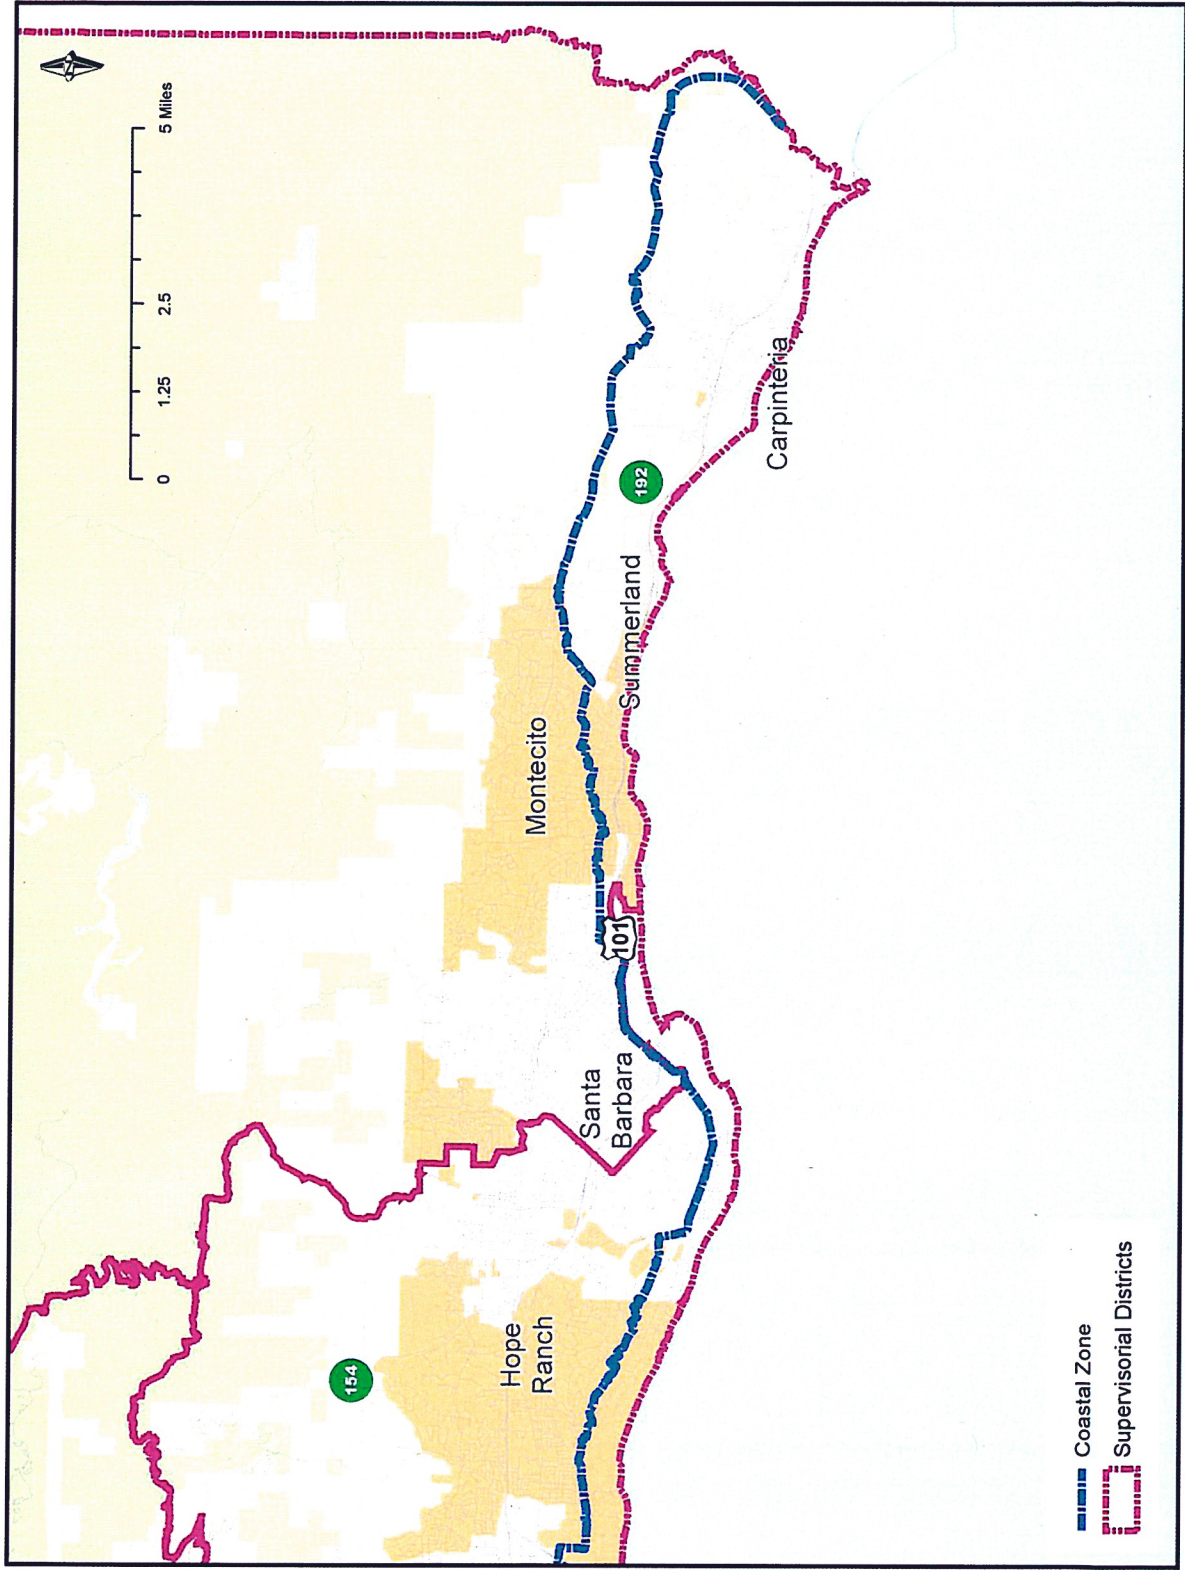 N
0
1.25
2.5
5 Miles
154
192
101
Montecito
Summerland
Carpinteria
Santa
Barbara
Hope
Ranch
Coastal Zone
Supervisorial Districts